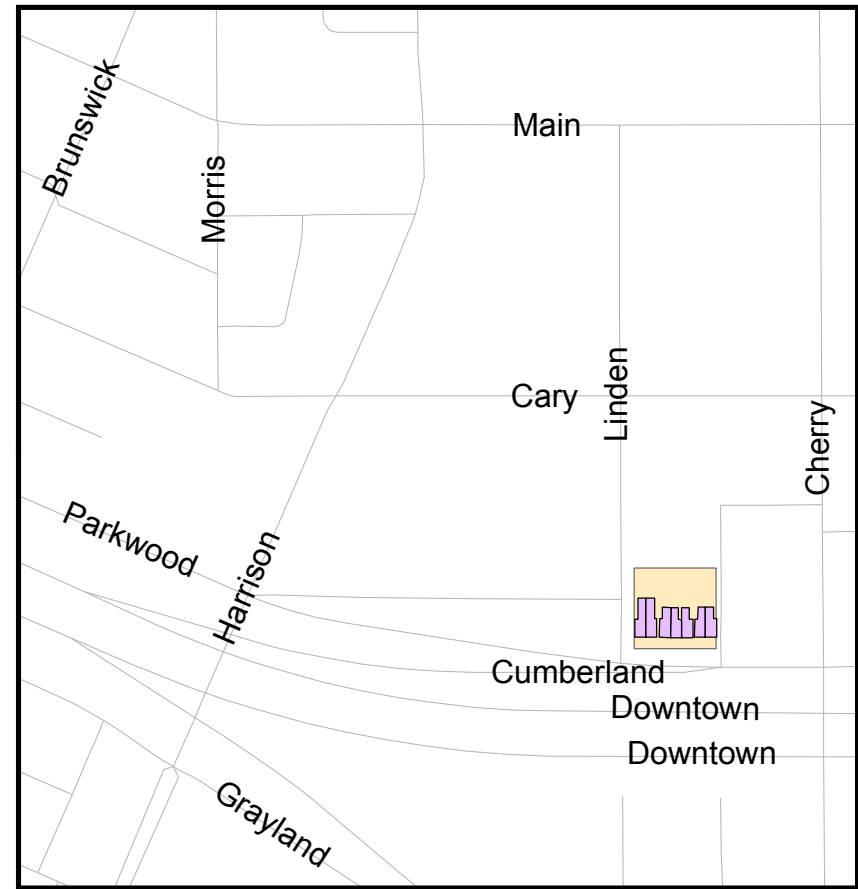 Brunswick
Main
Morris
Linden
Cary
Cherry
Parkwood
Harrison
Cumberland
Downtown
Downtown
Grayland